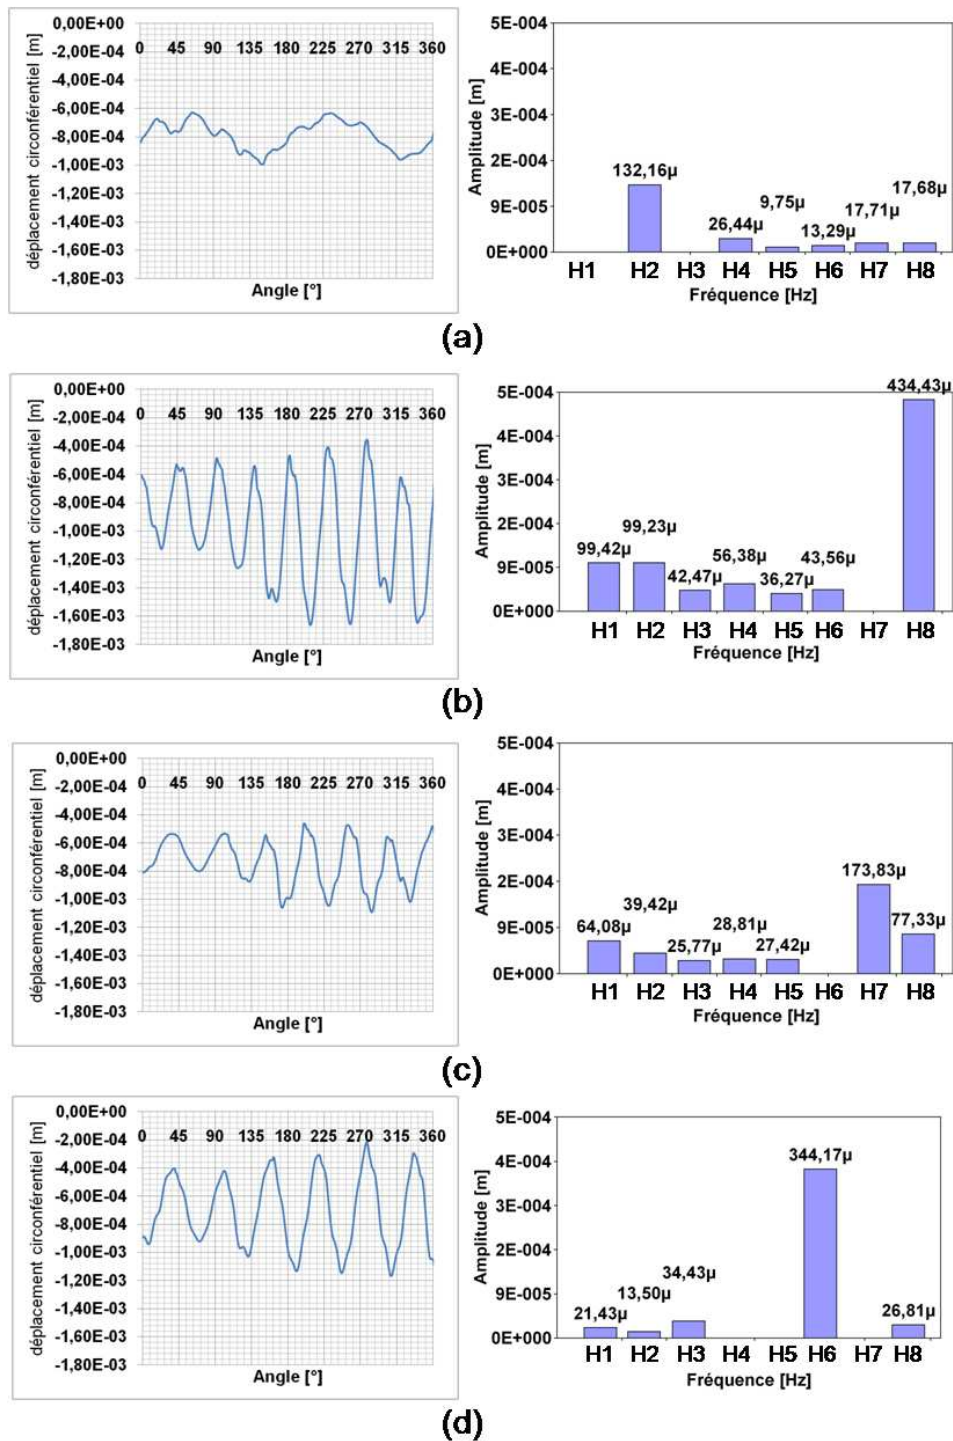 déplacement circonférentiel [m]
0,00E+00
-2,00E-04
-4,00E-04
-6,00E-04
-8,00E-04
-1,00E-03
-1,20E-03
-1,40E-03
-1,60E-03
-1,80E-03
0 45 90 135 180 225 270 315 360
Angle [°]
Amplitude [m]
5E-004
4E-004
3E-004
2E-004
9E-005
0E+000
132,16µ
26,44µ
9,75µ
13,29µ
17,71µ
17,68µ
H1 H2 H3 H4 H5 H6 H7 H8
Fréquence [Hz]
(a)
déplacement circonférentiel [m]
0,00E+00
-2,00E-04
-4,00E-04
-6,00E-04
-8,00E-04
-1,00E-03
-1,20E-03
-1,40E-03
-1,60E-03
-1,80E-03
0 45 90 135 180 225 270 315 360
Angle [°]
Amplitude [m]
5E-004
4E-004
3E-004
2E-004
9E-005
0E+000
99,42µ
99,23µ
42,47µ
56,38µ
36,27µ
43,56µ
434,43µ
H1 H2 H3 H4 H5 H6 H7 H8
Fréquence [Hz]
(b)
déplacement circonférentiel [m]
0,00E+00
-2,00E-04
-4,00E-04
-6,00E-04
-8,00E-04
-1,00E-03
-1,20E-03
-1,40E-03
-1,60E-03
-1,80E-03
0 45 90 135 180 225 270 315 360
Angle [°]
Amplitude [m]
5E-004
4E-004
3E-004
2E-004
9E-005
0E+000
64,08µ
39,42µ
25,77µ
28,81µ
27,42µ
173,83µ
77,33µ
H1 H2 H3 H4 H5 H6 H7 H8
Fréquence [Hz]
(c)
déplacement circonférentiel [m]
0,00E+00
-2,00E-04
-4,00E-04
-6,00E-04
-8,00E-04
-1,00E-03
-1,20E-03
-1,40E-03
-1,60E-03
-1,80E-03
0 45 90 135 180 225 270 315 360
Angle [°]
Amplitude [m]
5E-004
4E-004
3E-004
2E-004
9E-005
0E+000
21,43µ
13,50µ
34,43µ
344,17µ
26,81µ
H1 H2 H3 H4 H5 H6 H7 H8
Fréquence [Hz]
(d)